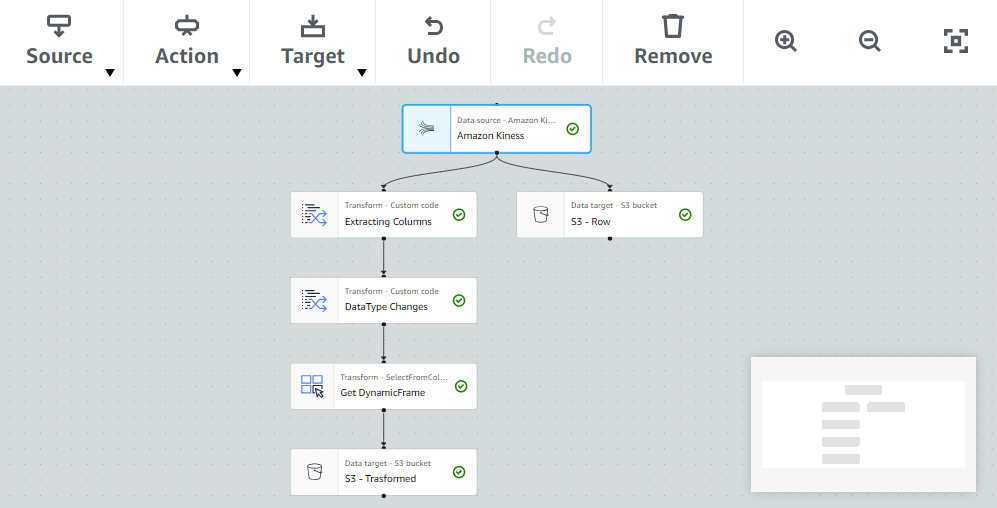 Source
Action
Target
Undo
Redo
Remove
Data source - Amazon Ki...
Amazon Kiness
Transform - Custom code
Extracting Columns
Data target - S3 bucket
S3 - Row
Transform - Custom code
DataType Changes
Transform - SelectFromCol...
Get DynamicFrame
Data target - S3 bucket
S3 - Trasformed